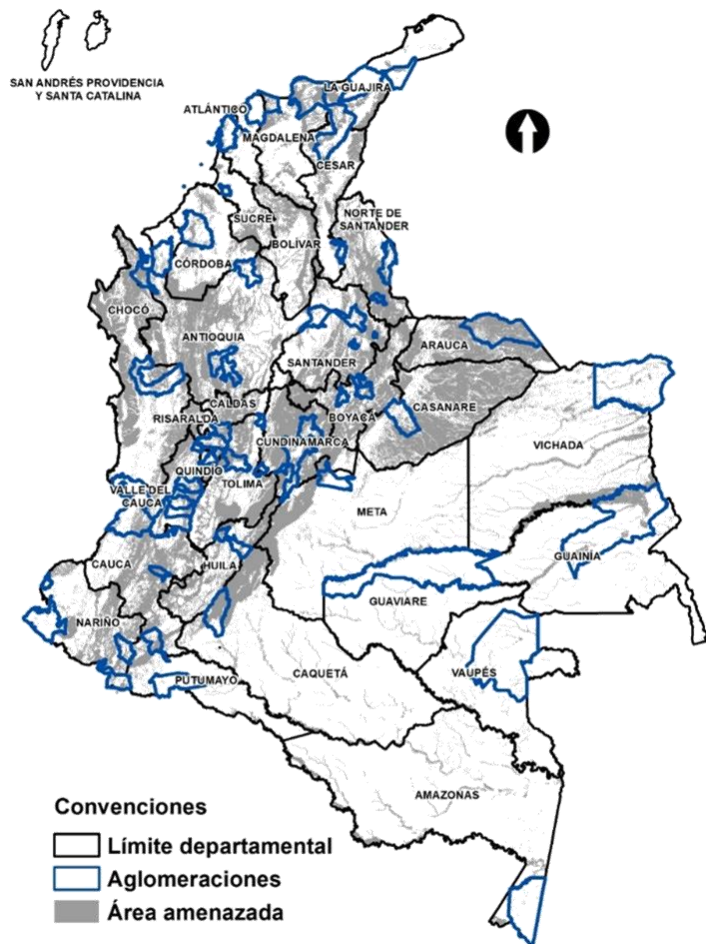 SAN ANDRÉS PROVIDENCIA
Y SANTA CATALINA
LA GUAJIRA
ATLÁNTICO
MAGDALENA
CESAR
NORTE DE
SANTANDER
SUCRE
BOLÍVAR
CÓRDOBA
CHOCÓ
ANTIOQUIA
ARAUCA
SANTANDER
CALDAS
BOYACÁ
CASANARE
RISARALDA
CUNDINAMARCA
VICHADA
QUINDÍO
TOLIMA
VALLE DEL
CAUCA
META
GUAINÍA
CAUCA
HUILA
GUAVIARE
NARIÑO
CAQUETÁ
VAUPÉS
PUTUMAYO
AMAZONAS
Convenciones
Límite departamental
Aglomeraciones
Área amenazada